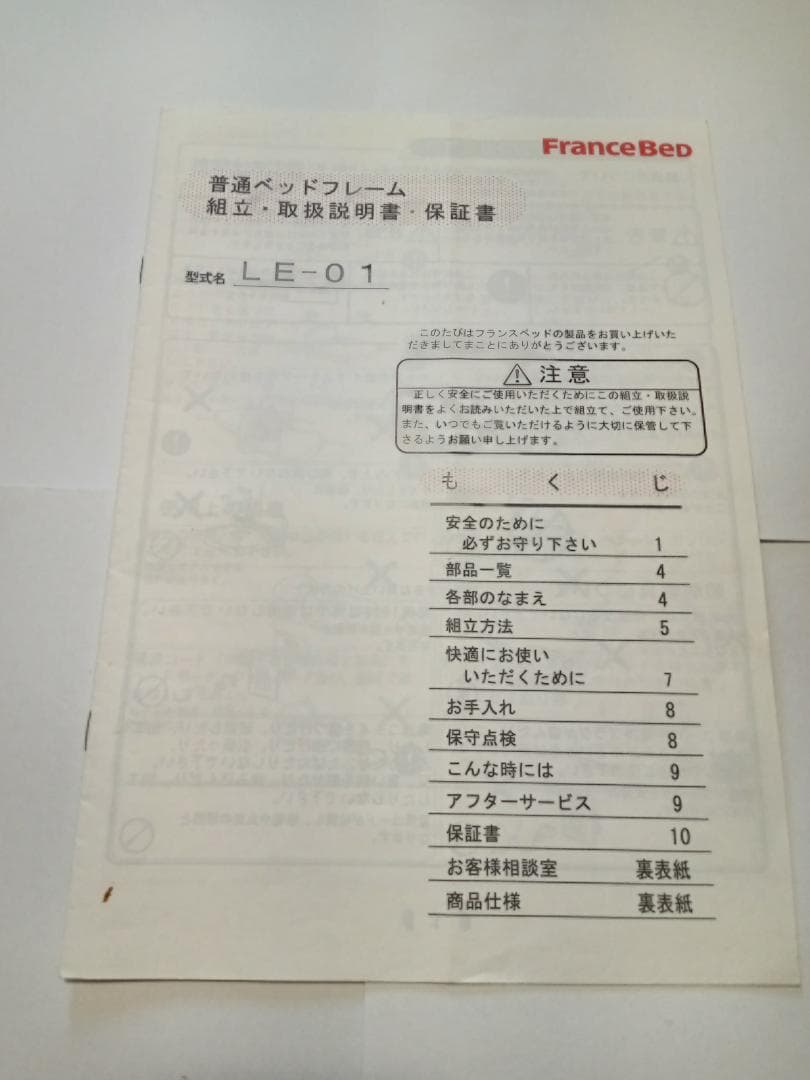 FranceBeD
普通ベッドフレーム
組立・取扱説明書・保証書
型式名 LE-01
このたびはフランスベッドの製品をお買い上げいた
だきましてまことにありがとうございます。
注意
正しく安全にご使用いただくためにこの組立・取扱説
明書をよくお読みいただいた上で組立て、ご使用下さい。
また、いつでもご覧いただけるように大切に保管して下
さるようお願い申し上げます。
もくじ
安全のために
必ずお守り下さい 1
部品一覧 4
各部のなまえ 4
組立方法 5
快適にお使い
いただくために 7
お手入れ 8
保守点検 8
こんな時には 9
アフターサービス 9
保証書 10
お客様相談室 裏表紙
商品仕様 裏表紙